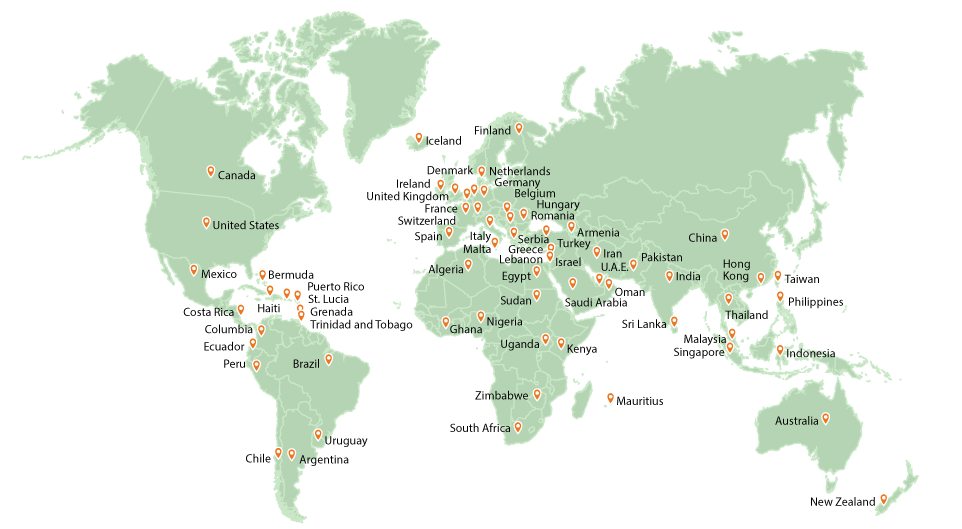 Finland
Iceland
Denmark
Netherlands
Canada
Ireland
Germany
United Kingdom
Belgium
France
Hungary
Switzerland
Romania
United States
Spain
Italy
Serbia
Armenia
China
Malta
Greece
Turkey
Lebanon
Iran
Pakistan
Mexico
Bermuda
Algeria
Egypt
Israel
U.A.E.
India
Hong
Kong
Taiwan
Puerto Rico
St. Lucia
Sudan
Saudi Arabia
Oman
Philippines
Costa Rica
Haiti
Grenada
Thailand
Trinidad and Tobago
Columbia
Ghana
Nigeria
Sri Lanka
Ecuador
Uganda
Kenya
Malaysia
Singapore
Indonesia
Peru
Brazil
Zimbabwe
Mauritius
South Africa
Australia
Uruguay
Chile
Argentina
New Zealand